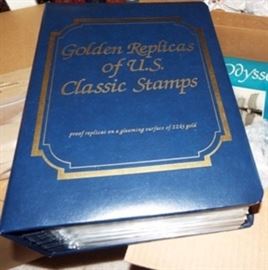 Golden Replicas
of U.S.
Classic Stamps
proof replicas on a gleaming surface of 22kt gold
Odysse